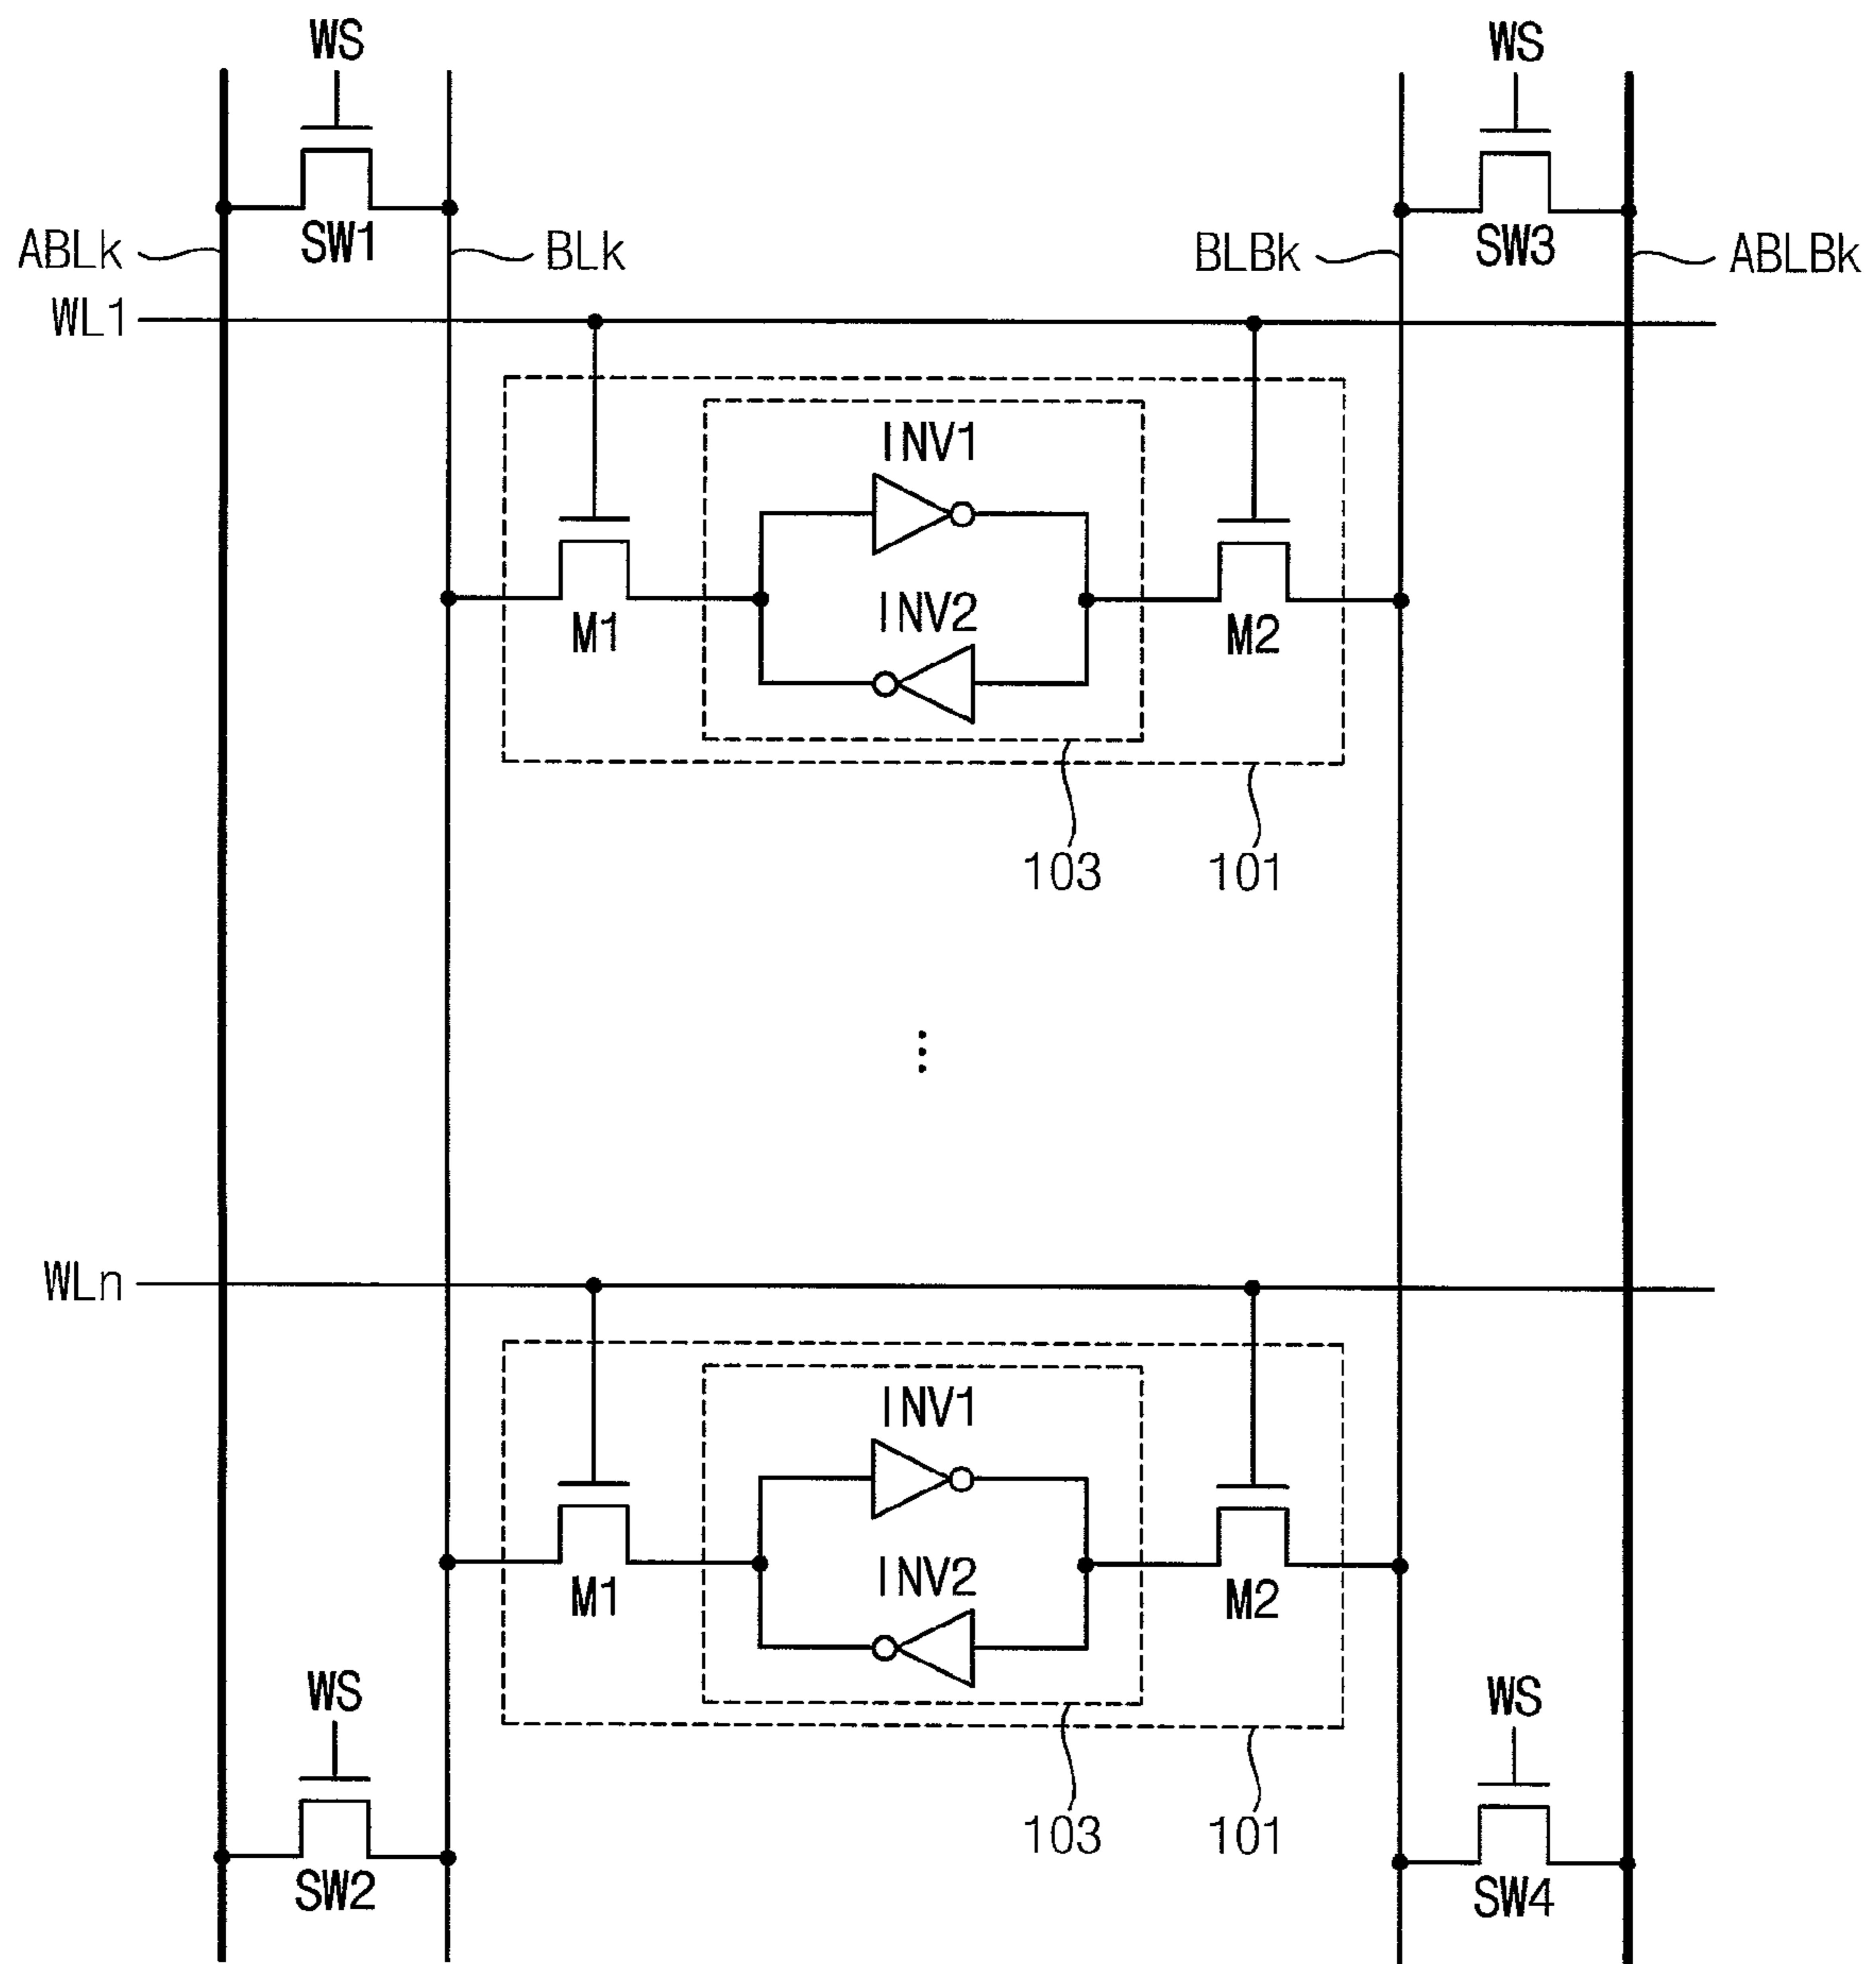 WS WS
SW1 SW3
ABLk BLk BLBk ABLBk
WL1
INV1
INV2
M1 M2
103 101
WLn
INV1
INV2
M1 M2
WS WS
103 101
SW2 SW4